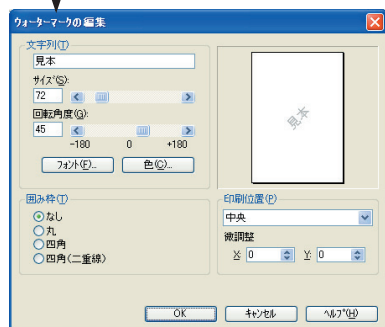 ウォーターマークの編集
文字列(T)
見本
サイズ(S):
72
回転角度(G):
45
-180 0 +180
フォント(F)... 色(C)...
見本
囲み枠(T)
なし
丸
四角
四角(二重線)
印刷位置(P)
中央
微調整
X: 0 Y: 0
OK キャンセル ヘルプ(H)